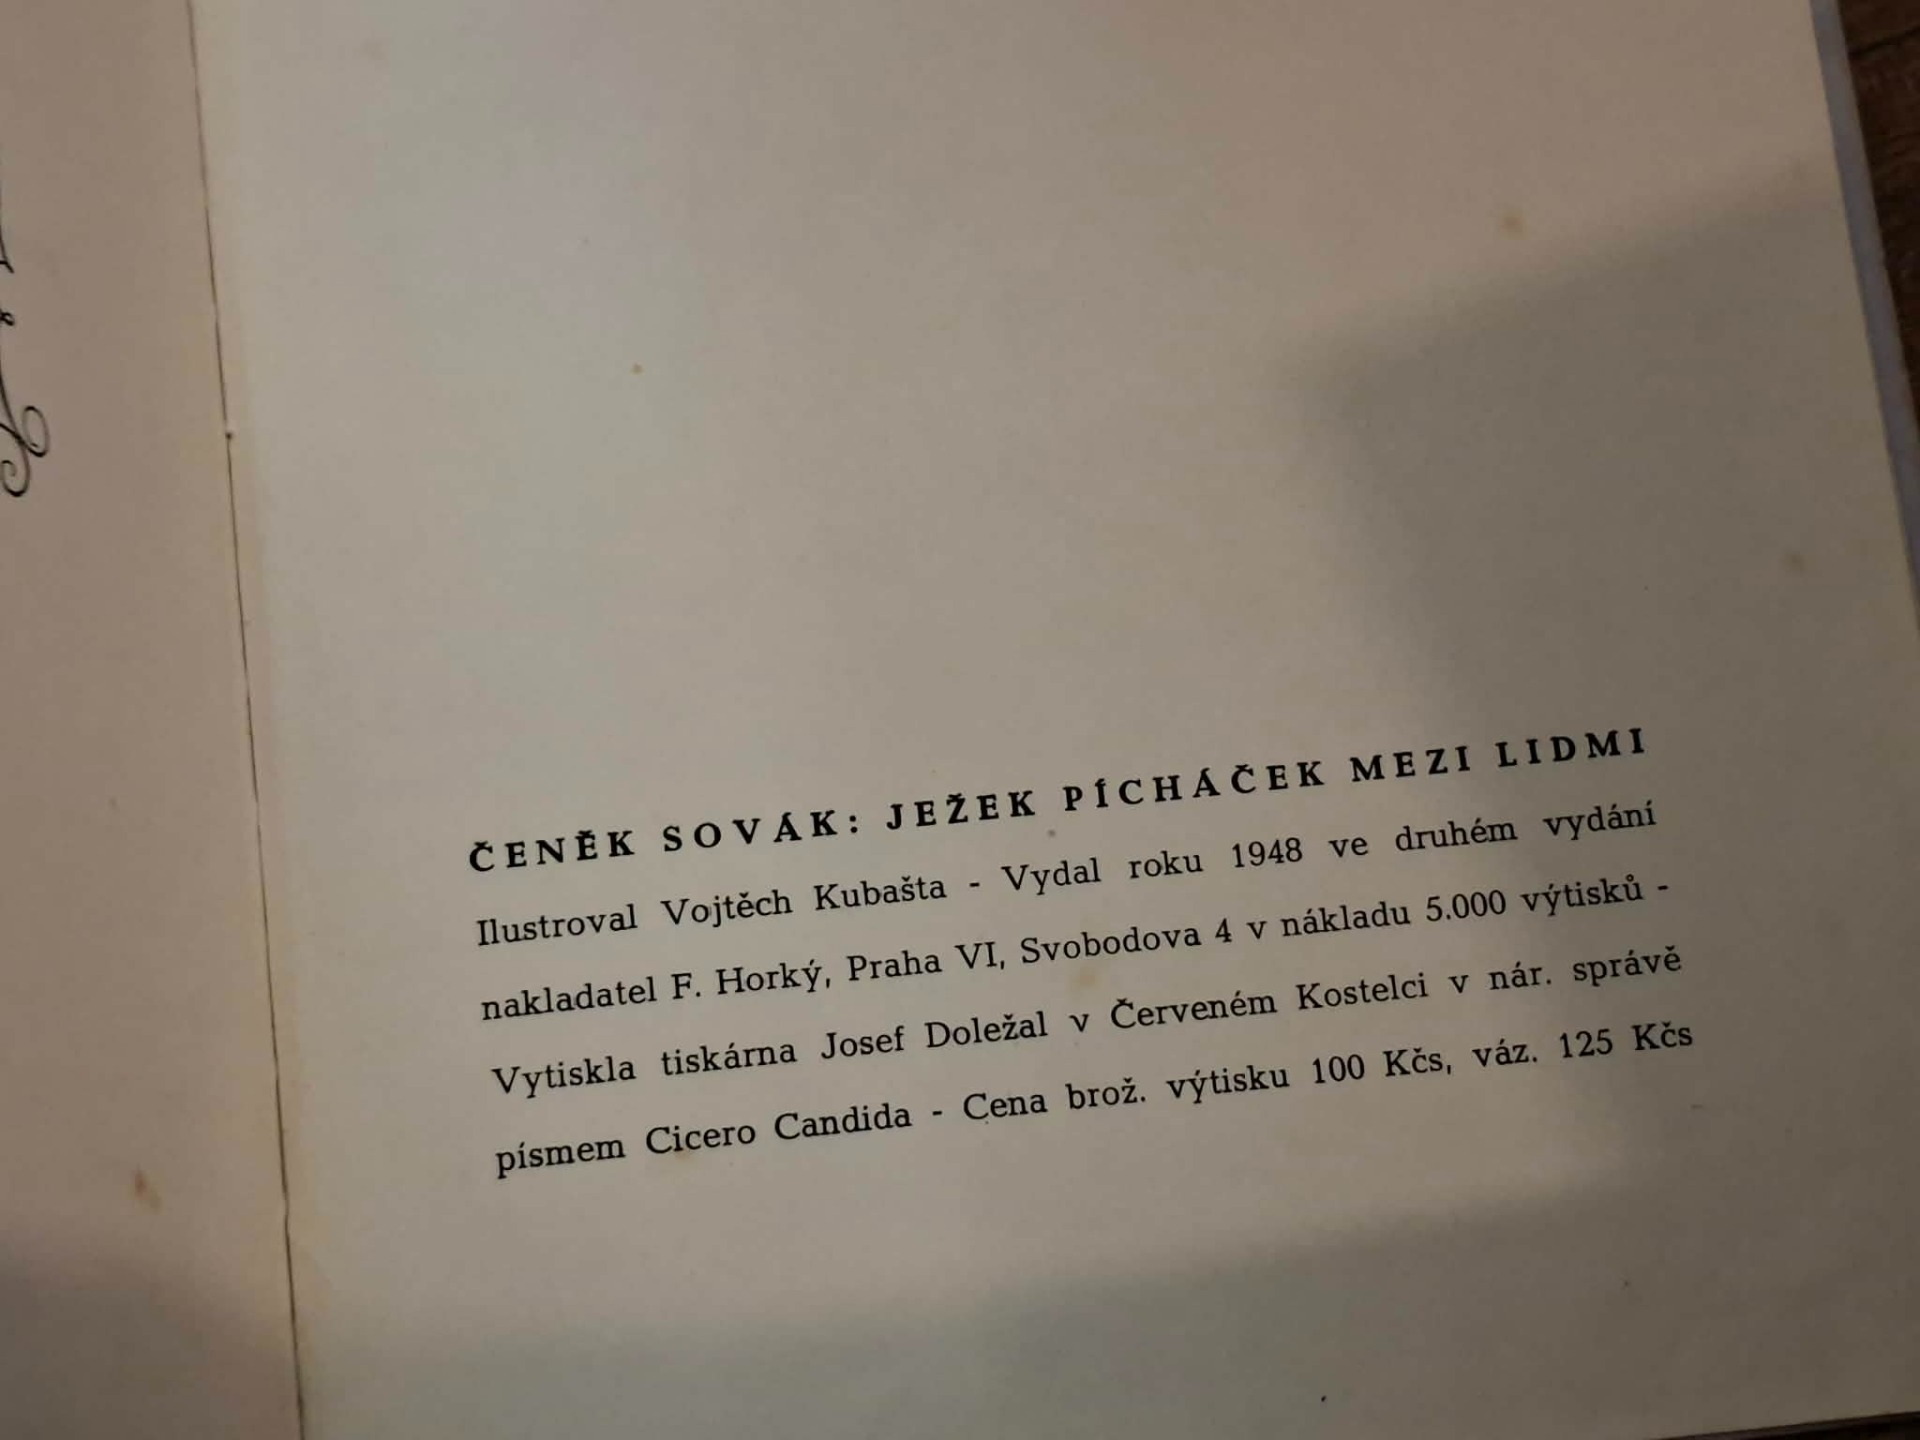 ČENĚK SOVÁK: JEŽEK PÍCHÁČEK MEZI LIDMI
Ilustroval Vojtěch Kubašta - Vydal roku 1948 ve druhém vydání
nakladatel F. Horký, Praha VI, Svobodova 4 v nákladu 5.000 výtisků -
Vytiskla tiskárna Josef Doležal v Červeném Kostelci v nár. správě
písmem Cicero Candida - Cena brož. výtisku 100 Kčs, váz. 125 Kčs